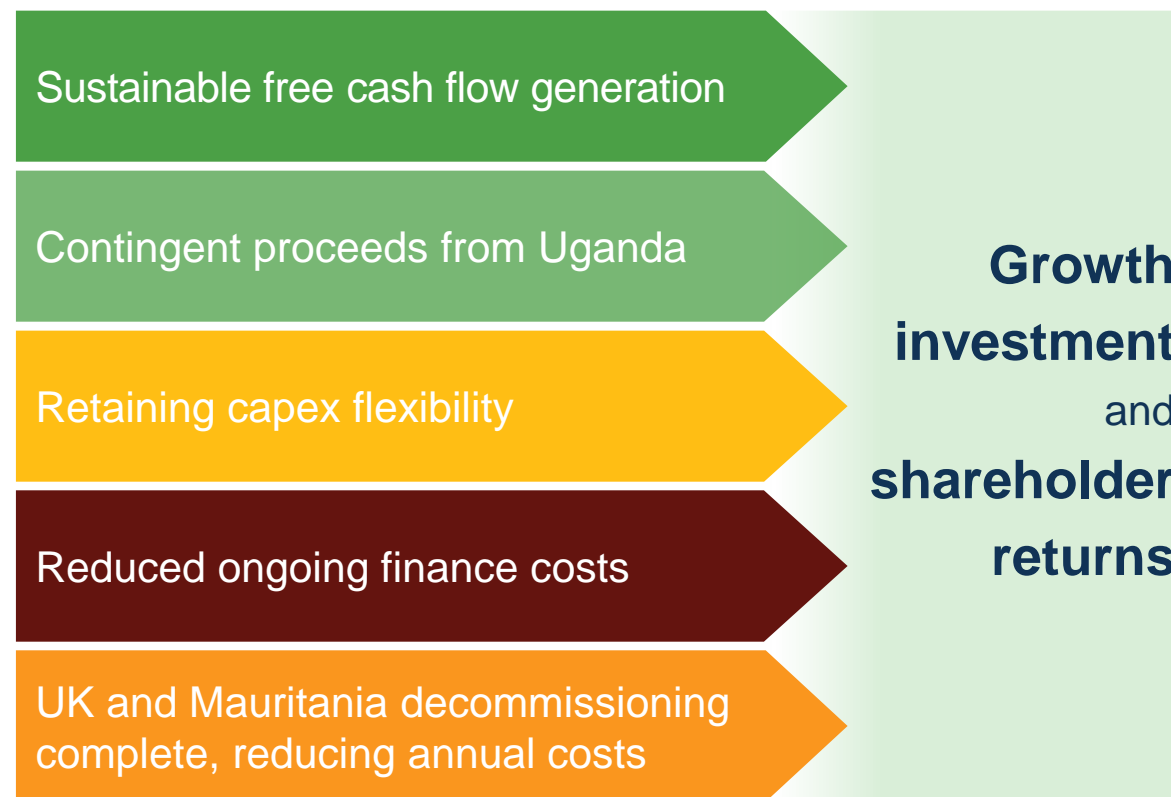 Sustainable free cash flow generation
Contingent proceeds from Uganda
Retaining capex flexibility
Reduced ongoing finance costs
UK and Mauritania decommissioning
complete, reducing annual costs
Growth
investment
and
shareholder
returns